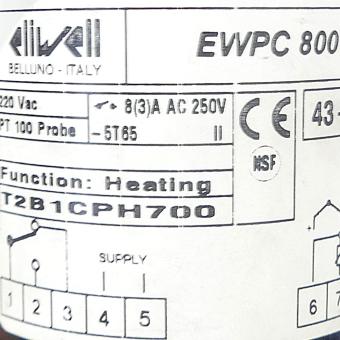 eliwell
BELLUNO - ITALY
EWPC 800
220 Vac
8(3)A AC 250V
PT 100 Probe
-5T65
II
CE
43-
NSF
Function: Heating
T2B1CPH700
SUPPLY
1 2 3 4 5
6 7